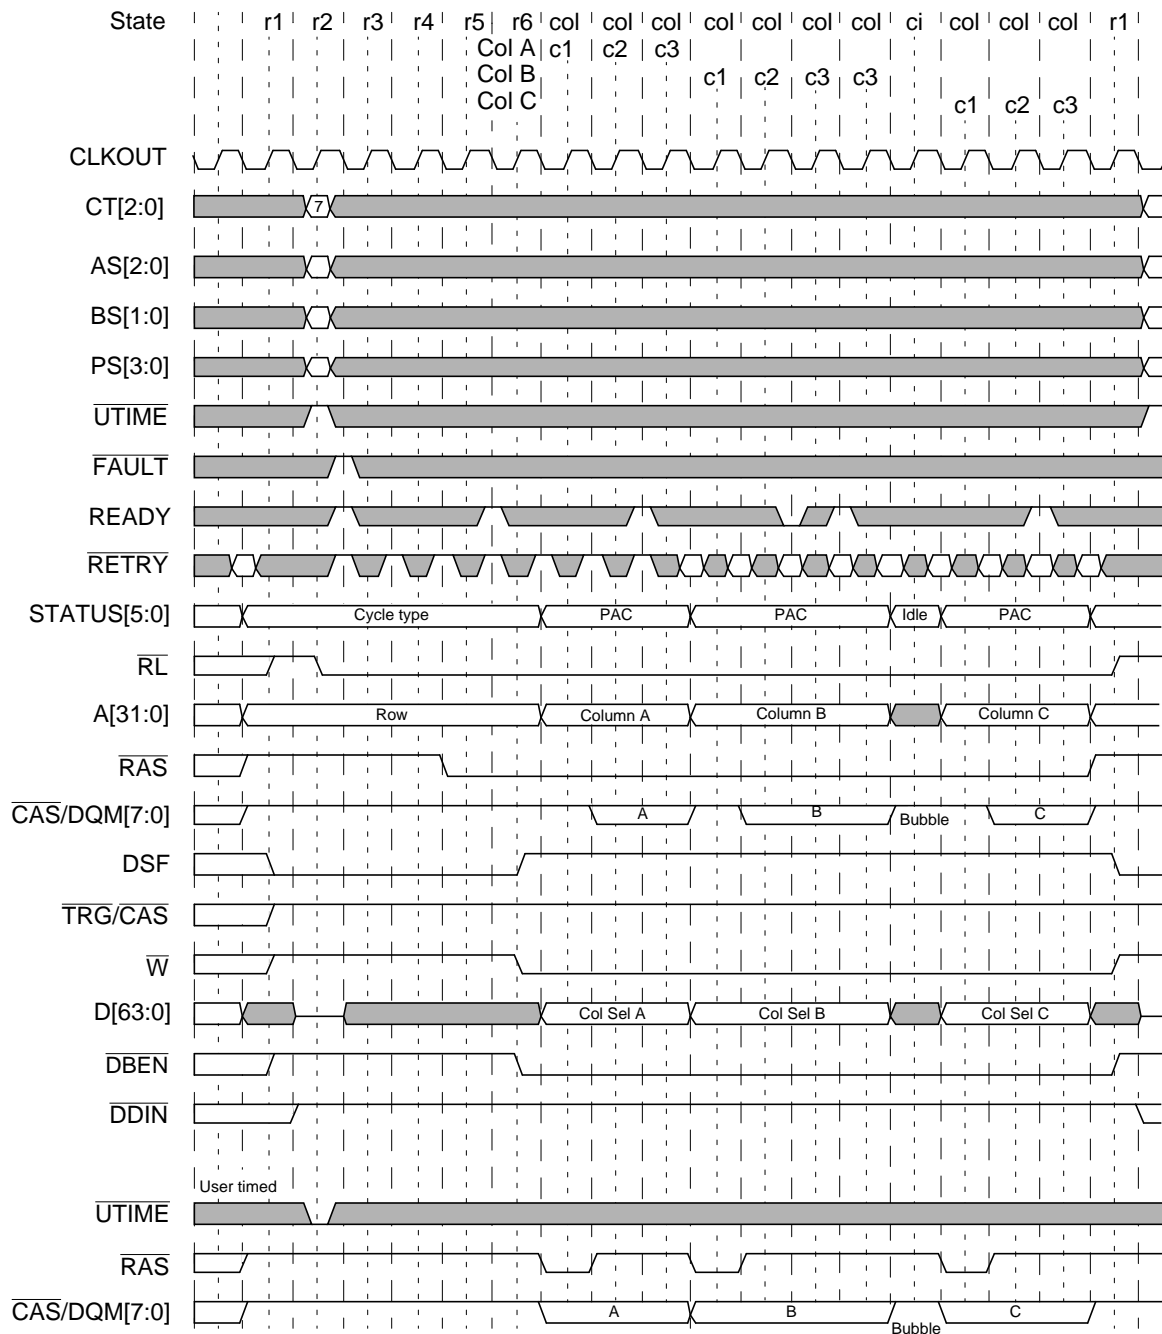 State r1 r2 r3 r4 r5 r6 col col col col col col col ci col col col r1
Col A c1 c2 c3
Col B c1 c2 c3 c3
Col C c1 c2 c3
CLKOUT
CT[2:0] 7
AS[2:0]
BS[1:0]
PS[3:0]
UTIME
FAULT
READY
RETRY
STATUS[5:0] Cycle type PAC PAC Idle PAC
RL
A[31:0] Row Column A Column B Column C
RAS
CAS/DQM[7:0] A B Bubble C
DSF
TRG/CAS
W
D[63:0] Col Sel A Col Sel B Col Sel C
DBEN
DDIN
User timed
UTIME
RAS
CAS/DQM[7:0] A B Bubble C